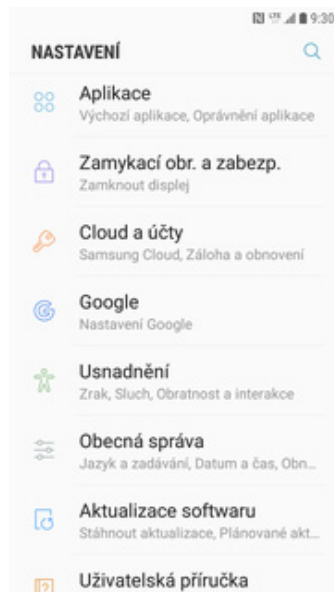 LTE 9:30
NASTAVENÍ
Aplikace
Výchozí aplikace, Oprávnění aplikace
Zamykací obr. a zabezp.
Zamknout displej
Cloud a účty
Samsung Cloud, Záloha a obnovení
Google
Nastavení Google
Usnadnění
Zrak, Sluch, Obratnost a interakce
Obecná správa
Jazyk a zadávání, Datum a čas, Obn...
Aktualizace softwaru
Stáhnout aktualizace, Plánované akt...
Uživatelská příručka